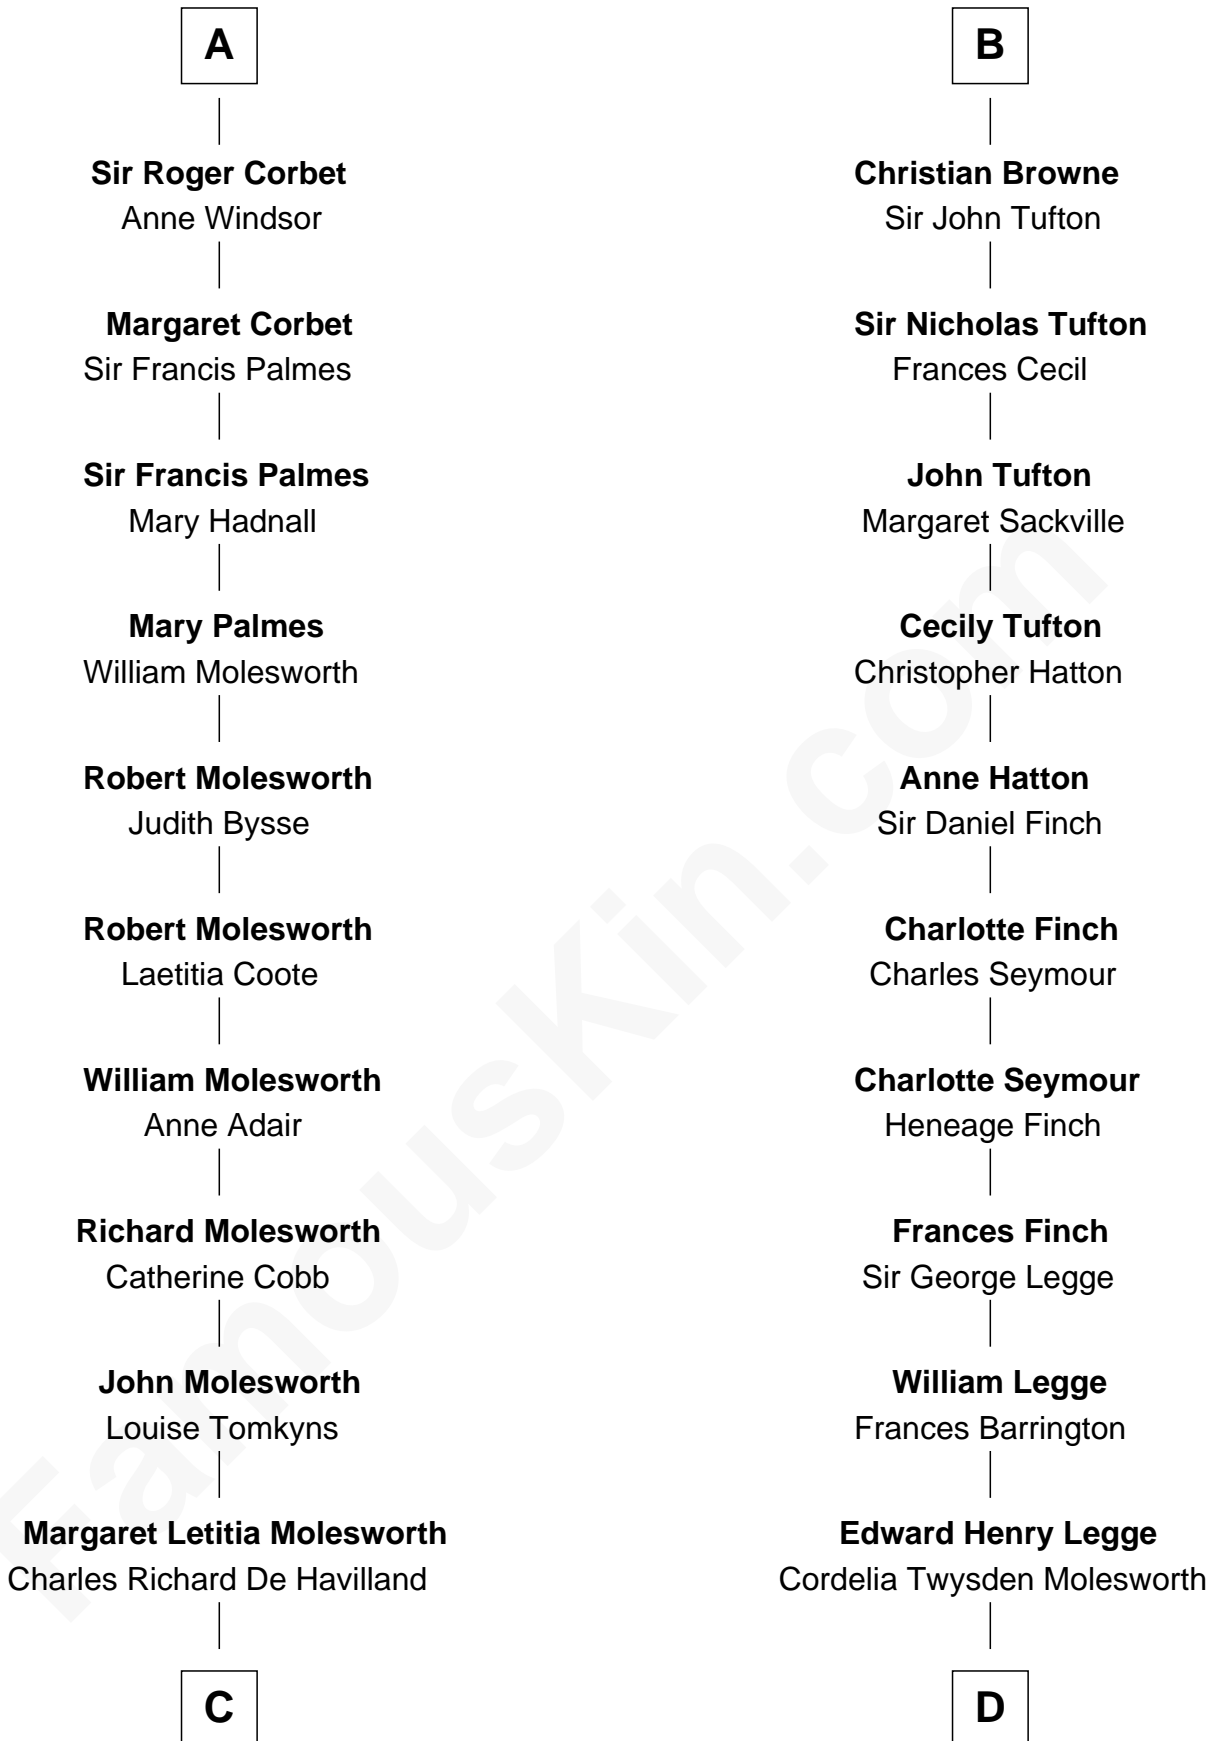 A
Sir Roger Corbet
Anne Windsor
Margaret Corbet
Sir Francis Palmes
Sir Francis Palmes
Mary Hadnall
Mary Palmes
William Molesworth
Robert Molesworth
Judith Bysse
Robert Molesworth
Laetitia Coote
William Molesworth
Anne Adair
Richard Molesworth
Catherine Cobb
John Molesworth
Louise Tomkyns
Margaret Letitia Molesworth
Charles Richard De Havilland
C
B
Christian Browne
Sir John Tufton
Sir Nicholas Tufton
Frances Cecil
John Tufton
Margaret Sackville
Cecily Tufton
Christopher Hatton
Anne Hatton
Sir Daniel Finch
Charlotte Finch
Charles Seymour
Charlotte Seymour
Heneage Finch
Frances Finch
Sir George Legge
William Legge
Frances Barrington
Edward Henry Legge
Cordelia Twysden Molesworth
D
FamousKin.com